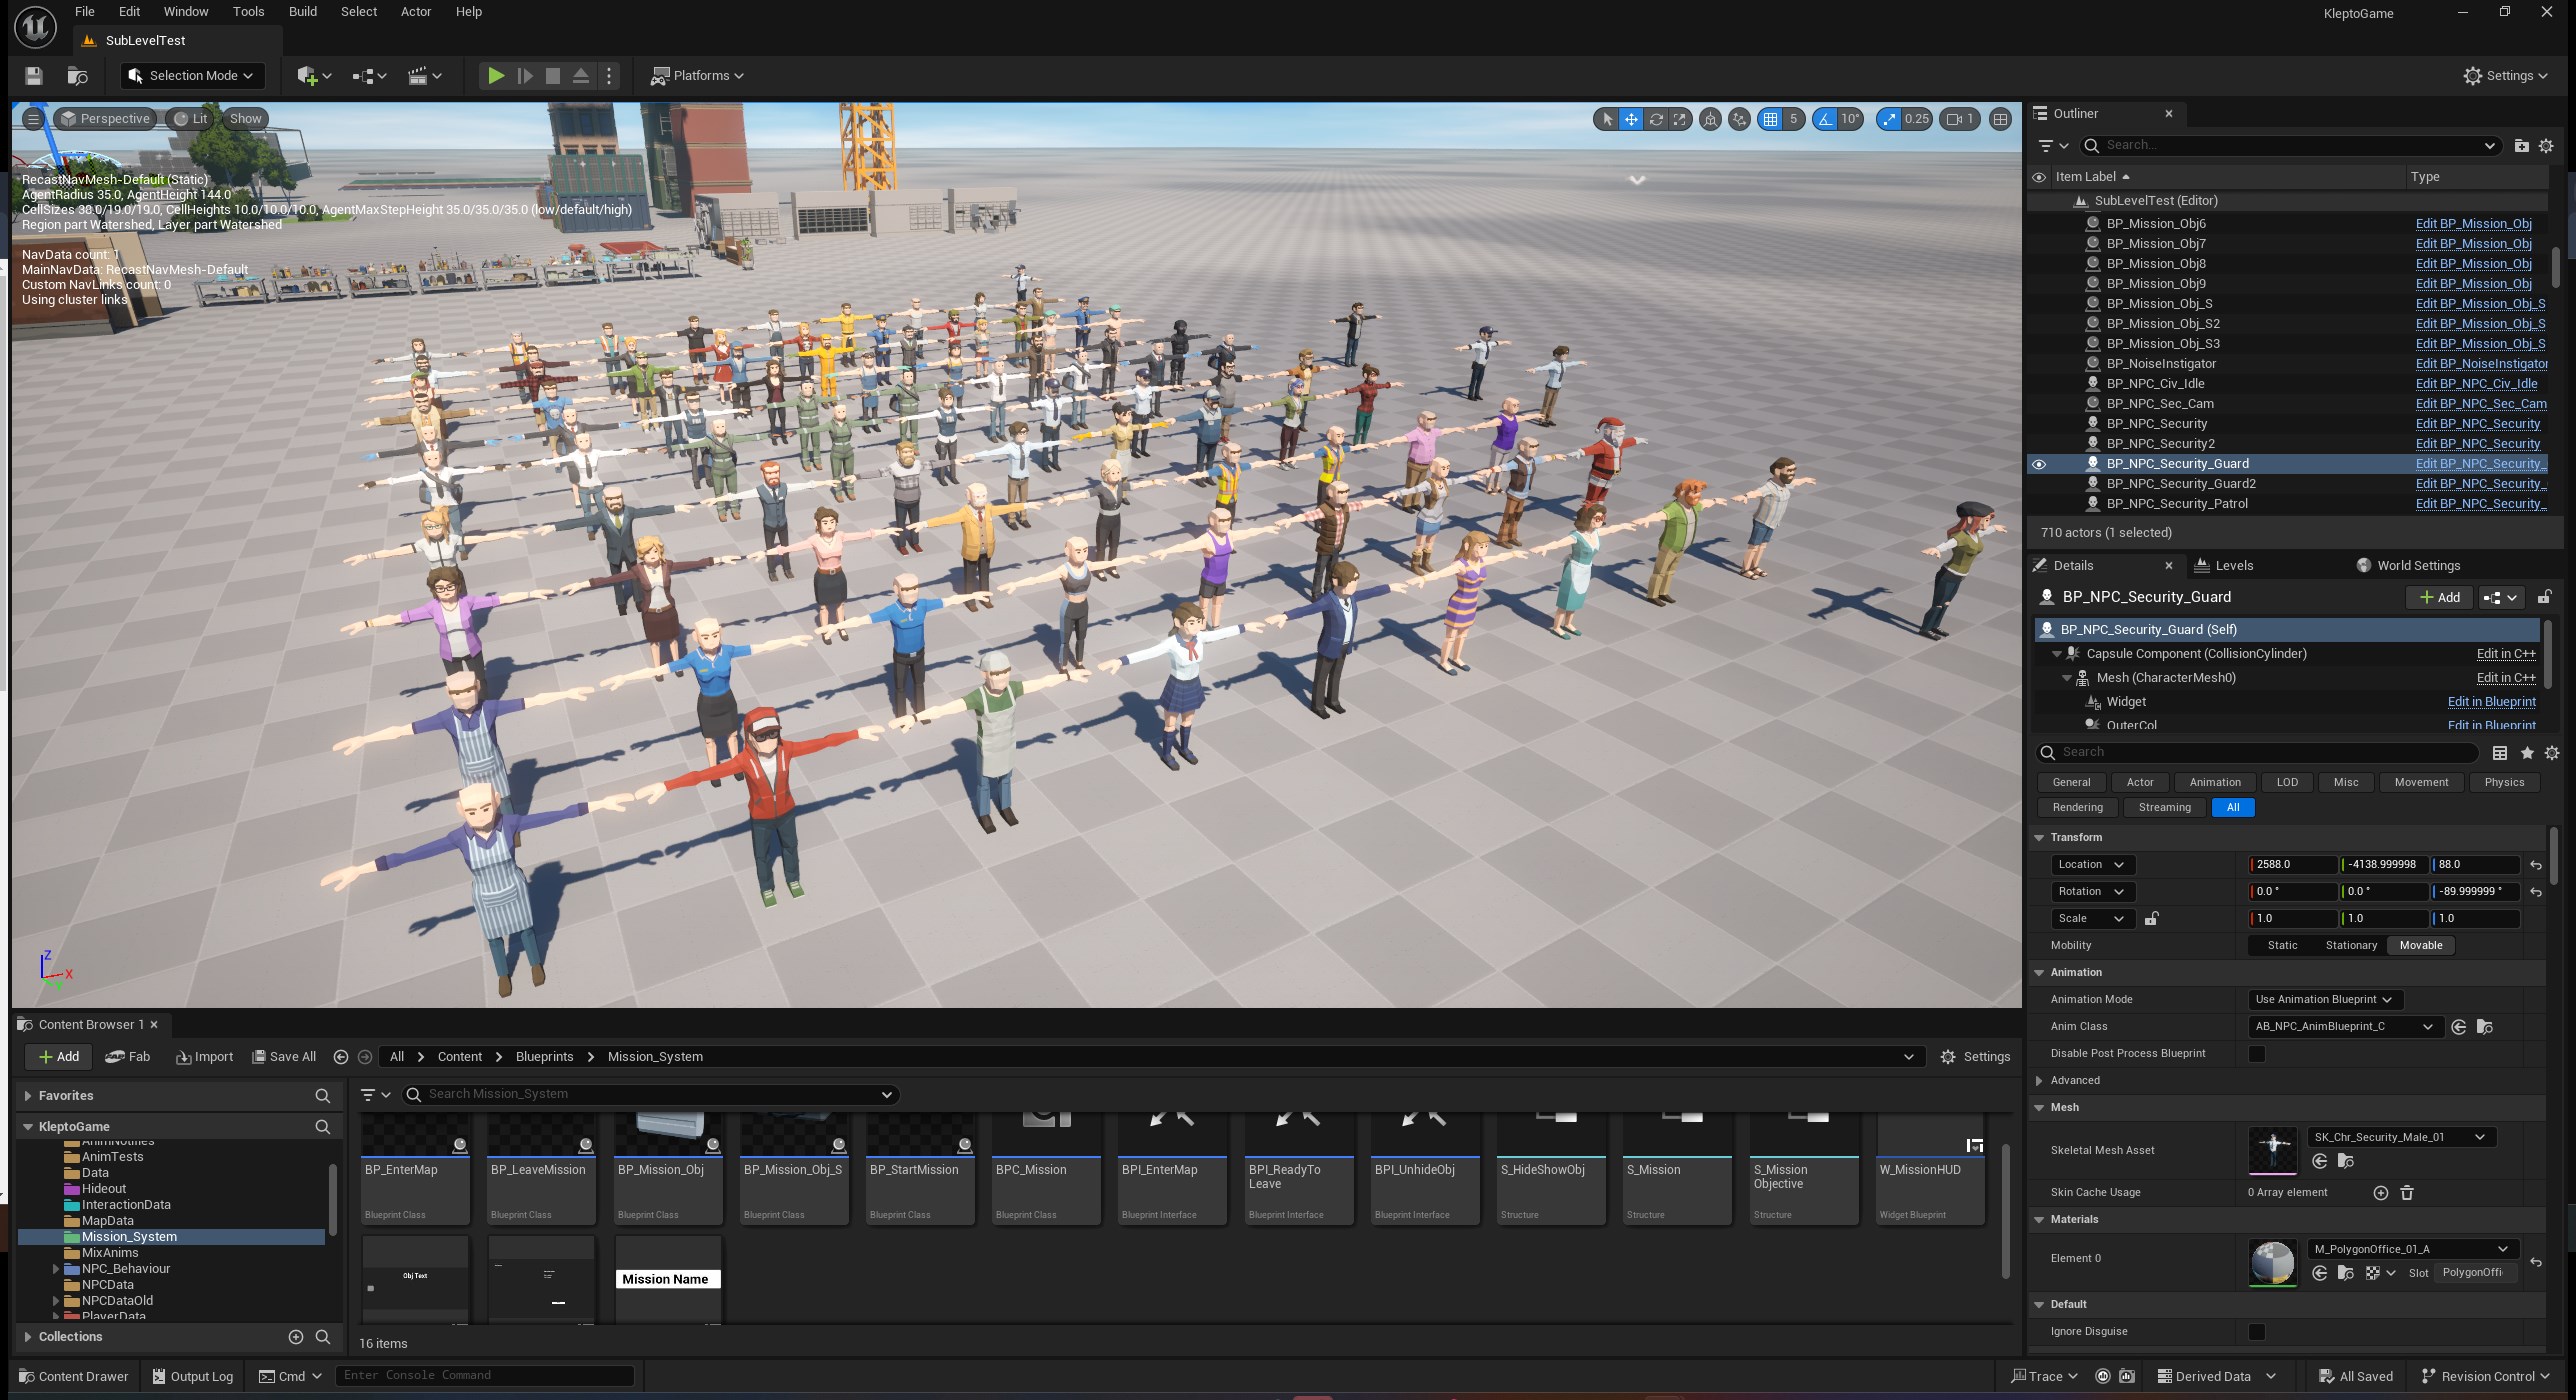 File Edit Window Tools Build Select Actor Help
KleptoGame
SubLevelTest
Selection Mode
Platforms
Settings
Perspective Lit Show
5 10° 0.25 1
RecastNavMesh-Default (Static)
AgentRadius 35.0, AgentHeight 144.0
CellSizes 38.0/19.0/19.0, CellHeights 10.0/10.0/10.0, AgentMaxStepHeight 35.0/35.0/35.0 (low/default/high)
Region part Watershed, Layer part Watershed
NavData count: 1
MainNavData: RecastNavMesh-Default
Custom NavLinks count: 0
Using cluster links
Z
X
Y
Outliner
Search...
Item Label Type
SubLevelTest (Editor)
BP_Mission_Obj6 Edit BP_Mission_Obj
BP_Mission_Obj7 Edit BP_Mission_Obj
BP_Mission_Obj8 Edit BP_Mission_Obj
BP_Mission_Obj9 Edit BP_Mission_Obj
BP_Mission_Obj_S Edit BP_Mission_Obj_S
BP_Mission_Obj_S2 Edit BP_Mission_Obj_S
BP_Mission_Obj_S3 Edit BP_Mission_Obj_S
BP_NoiseInstigator Edit BP_NoiseInstigator
BP_NPC_Civ_Idle Edit BP_NPC_Civ_Idle
BP_NPC_Sec_Cam Edit BP_NPC_Sec_Cam
BP_NPC_Security Edit BP_NPC_Security
BP_NPC_Security2 Edit BP_NPC_Security
BP_NPC_Security_Guard Edit BP_NPC_Security_
BP_NPC_Security_Guard2 Edit BP_NPC_Security_
BP_NPC_Security_Patrol Edit BP_NPC_Security_
710 actors (1 selected)
Details Levels World Settings
BP_NPC_Security_Guard Add
BP_NPC_Security_Guard (Self)
Capsule Component (CollisionCylinder) Edit in C++
Mesh (CharacterMesh0) Edit in C++
Widget Edit in Blueprint
OuterCol Edit in Blueprint
Search
General Actor Animation LOD Misc Movement Physics
Rendering Streaming All
Transform
Location 2588.0 -4138.999998 88.0
Rotation 0.0 ° 0.0 ° -89.999999 °
Scale 1.0 1.0 1.0
Mobility Static Stationary Movable
Animation
Animation Mode Use Animation Blueprint
Anim Class AB_NPC_AnimBlueprint_C
Disable Post Process Blueprint
Advanced
Mesh
Skeletal Mesh Asset SK_Chr_Security_Male_01
Skin Cache Usage 0 Array element
Materials
Element 0 M_PolygonOffice_01_A
Slot PolygonOffi
Default
Ignore Disguise
Content Browser 1
Add Fab Import Save All All Content Blueprints Mission_System Settings
Favorites
KleptoGame
AnimNotifies
AnimTests
Data
Hideout
InteractionData
MapData
Mission_System
MixAnims
NPC_Behaviour
NPCData
NPCDataOld
PlayerData
Collections
Search Mission_System
BP_EnterMap
Blueprint Class
BP_LeaveMission
Blueprint Class
BP_Mission_Obj
Blueprint Class
BP_Mission_Obj_S
Blueprint Class
BP_StartMission
Blueprint Class
BPC_Mission
Blueprint Class
BPI_EnterMap
Blueprint Interface
BPI_ReadyTo
Leave
Blueprint Interface
BPI_UnhideObj
Blueprint Interface
S_HideShowObj
Structure
S_Mission
Structure
S_Mission
Objective
Structure
W_MissionHUD
Widget Blueprint
Obj Text
Mission Name
16 items
Content Drawer Output Log Cmd Enter Console Command
Trace Derived Data All Saved Revision Control